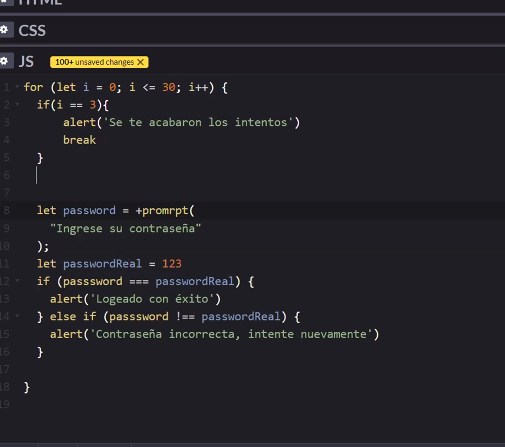 HTML
CSS
JS 100+ unsaved changes X
1 for (let i = 0; i <= 30; i++) {
2 if(i == 3){
3 alert('Se te acabaron los intentos')
4 break
5 }
6
7
8 let password = +promrpt(
9 "Ingrese su contraseña"
10 );
11 let passwordReal = 123
12 if (passsword === passwordReal) {
13 alert('Logeado con éxito')
14 } else if (passsword !== passwordReal) {
15 alert('Contraseña incorrecta, intente nuevamente')
16 }
17
18 }
19